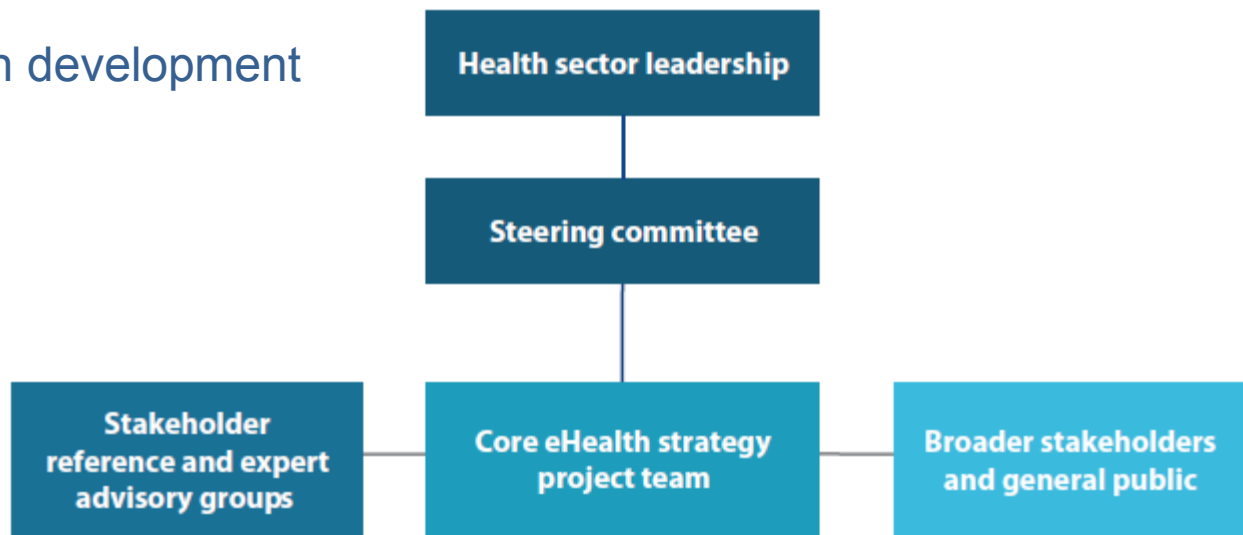 development
Health sector leadership
Steering committee
Stakeholder
reference and expert
advisory groups
Core eHealth strategy
project team
Broader stakeholders
and general public